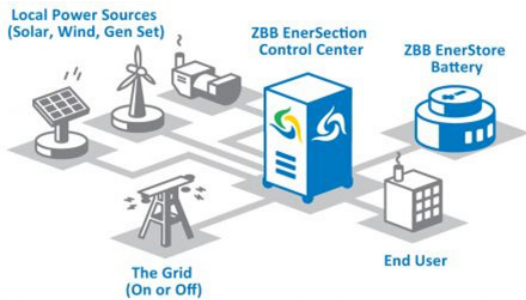 Local Power Sources
(Solar, Wind, Gen Set)
ZBB EnerSection
Control Center
ZBB EnerStore
Battery
The Grid
(On or Off)
End User